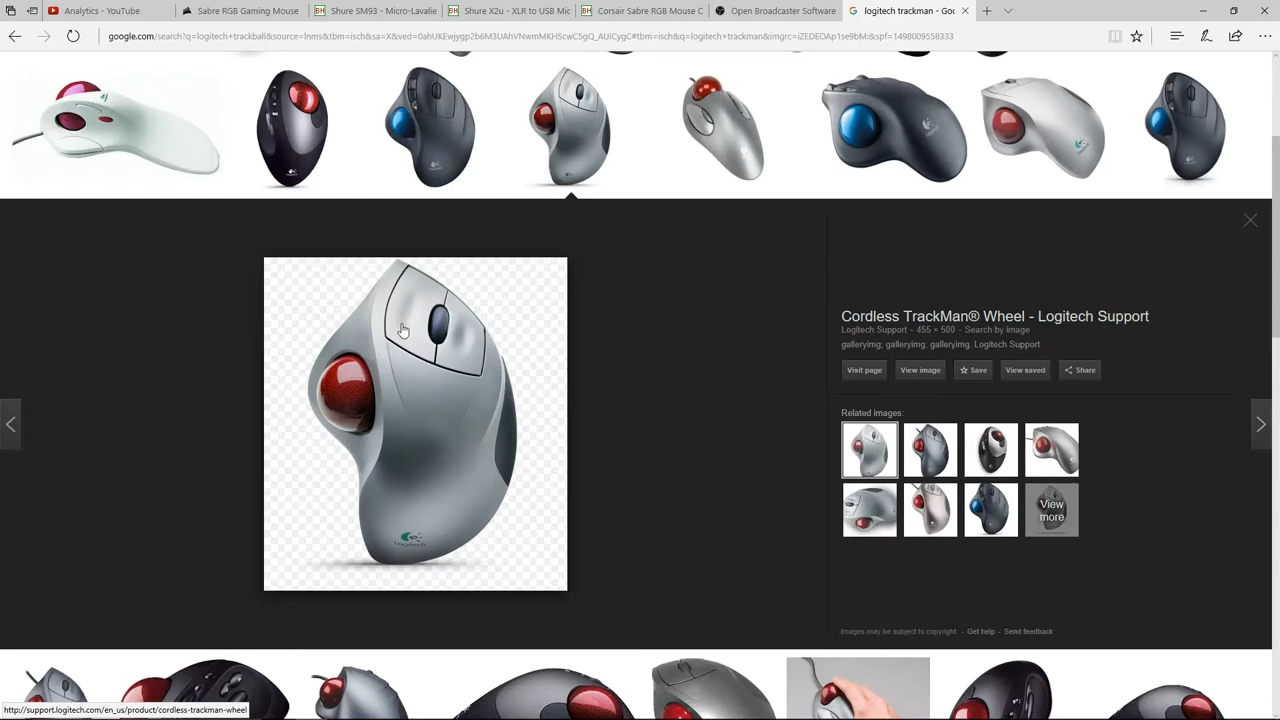 Analytics - YouTube
Sabre RGB Gaming Mouse
Shure SM93 - Micro-Lavalie
Shure X2u - XLR to USB Mic
Corsair Sabre RGB Mouse C
Open Broadcaster Software
logitech trackman - Goo
google.com/search?q=logitech+trackball&source=lnms&tbm=isch&sa=X&ved=0ahUKEwjygp2b6M3UAhVNwmMKHScwC5gQ_AUICygC#tbm=isch&q=logitech+trackman&imgrc=iZEDEOAp1se9bM:&spf=1498009558333
Cordless TrackMan® Wheel - Logitech Support
Logitech Support - 455 × 500 - Search by image
galleryimg; galleryimg, galleryimg. Logitech Support
Visit page
View image
Save
View saved
Share
Related images:
View
more
Logitech
Images may be subject to copyright. - Get help - Send feedback
http://support.logitech.com/en_us/product/cordless-trackman-wheel